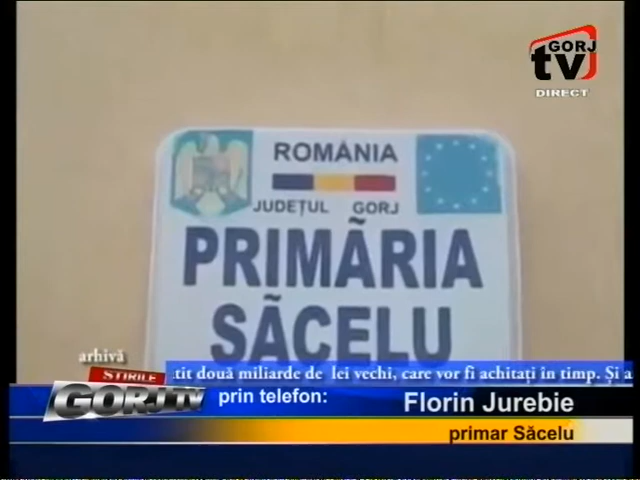 GORJ
tv
DIRECT
ROMÂNIA
JUDEȚUL GORJ
PRIMĂRIA
SĂCELU
arhivă
ȘTIRILE
tit două miliarde de lei vechi, care vor fi achitați în timp. Și a
GORJ TV
prin telefon:
Florin Jurebie
primar Săcelu